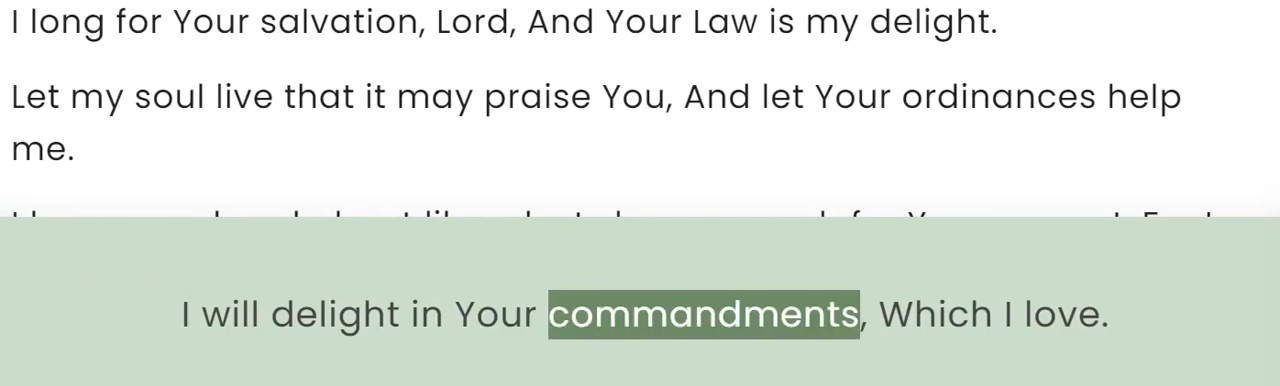 I long for Your salvation, Lord, And Your Law is my delight.
Let my soul live that it may praise You, And let Your ordinances help
me.
I will delight in Your commandments, Which I love.